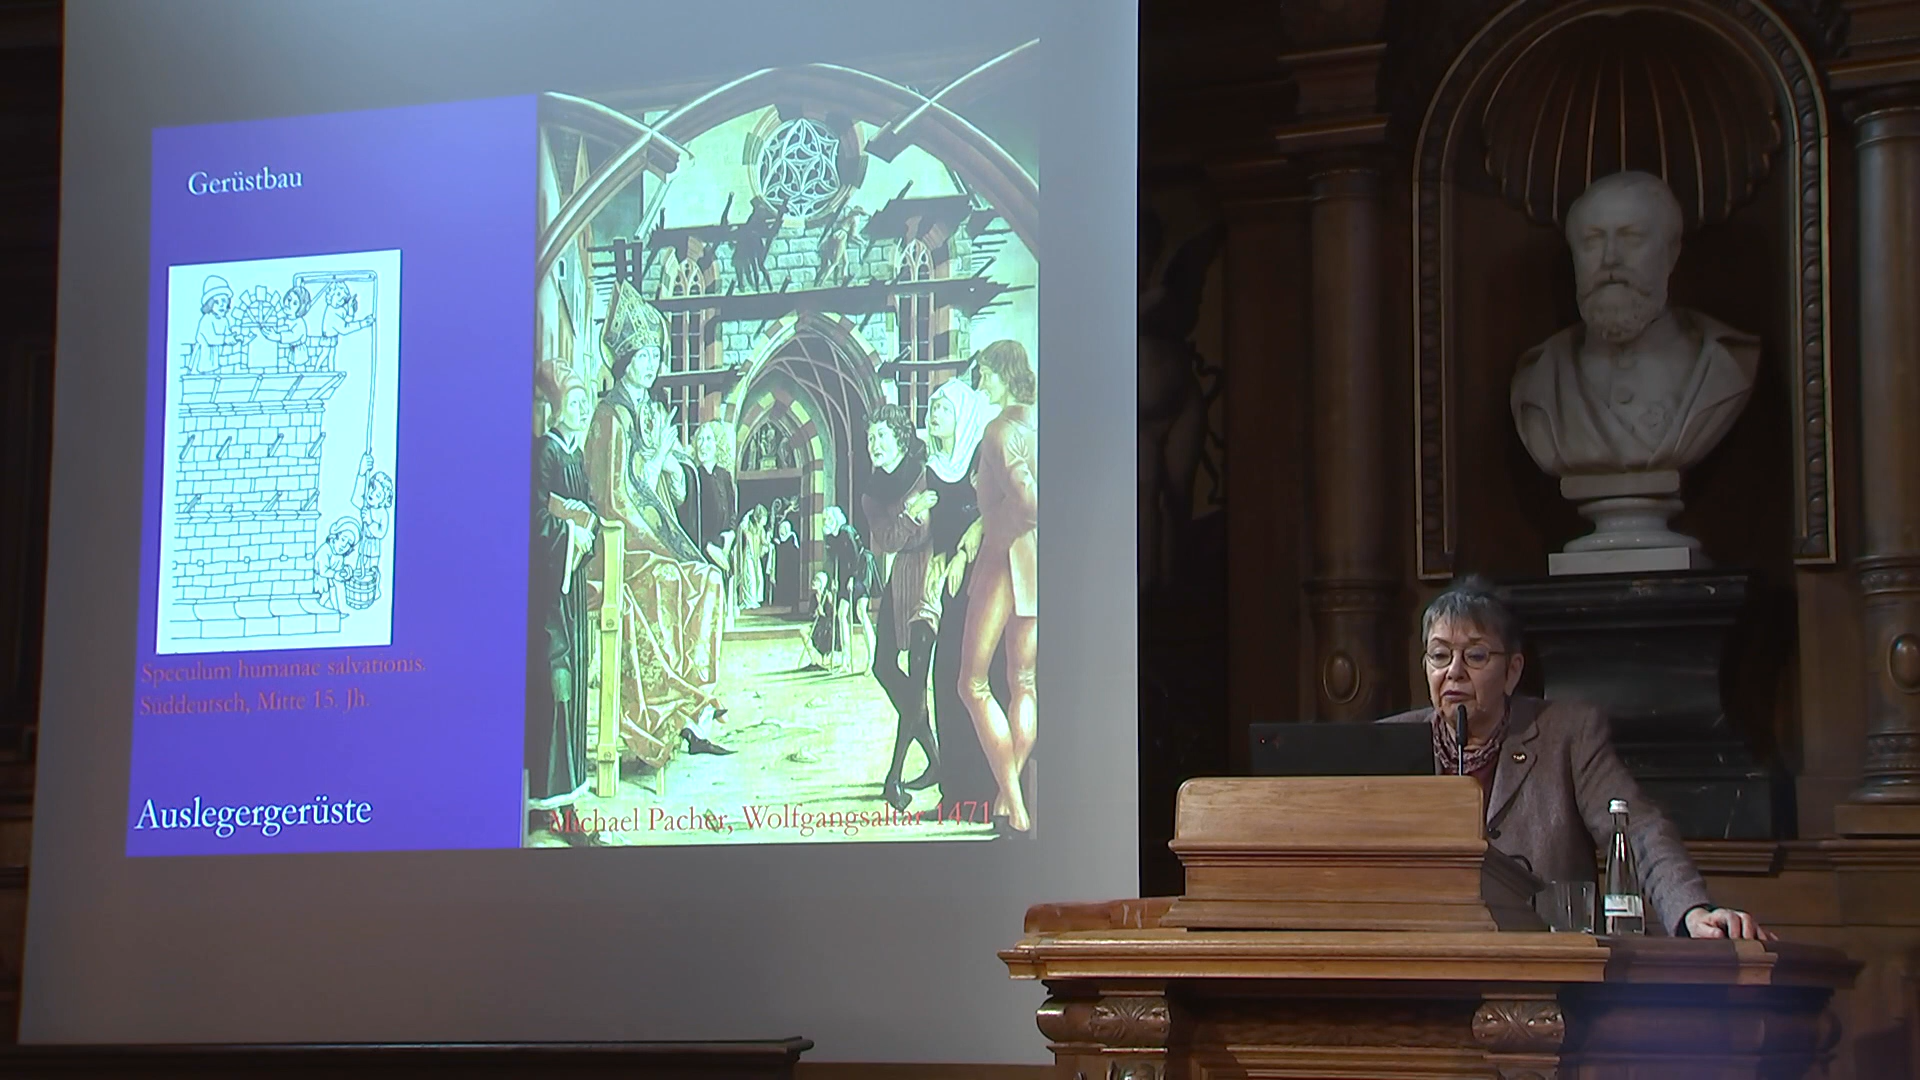 Gerüstbau
Speculum humanae salvationis.
Süddeutsch, Mitte 15. Jh.
Auslegergerüste
Michael Pacher, Wolfgangsaltar 1471